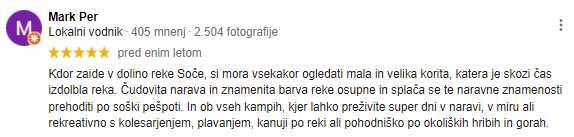 M
Mark Per
Lokalni vodnik · 405 mnenj · 2.504 fotografije
pred enim letom
Kdor zaide v dolino reke Soče, si mora vsekakor ogledati mala in velika korita, katera je skozi čas
izdolbla reka. Čudovita narava in znamenita barva reke osupne in splača se te naravne znamenitosti
prehoditi po soški pešpoti. In ob vseh kampih, kjer lahko preživite super dni v naravi, v miru ali
rekreativno s kolesarjenjem, plavanjem, kanuji po reki ali pohodniško po okoliških hribih in gorah.